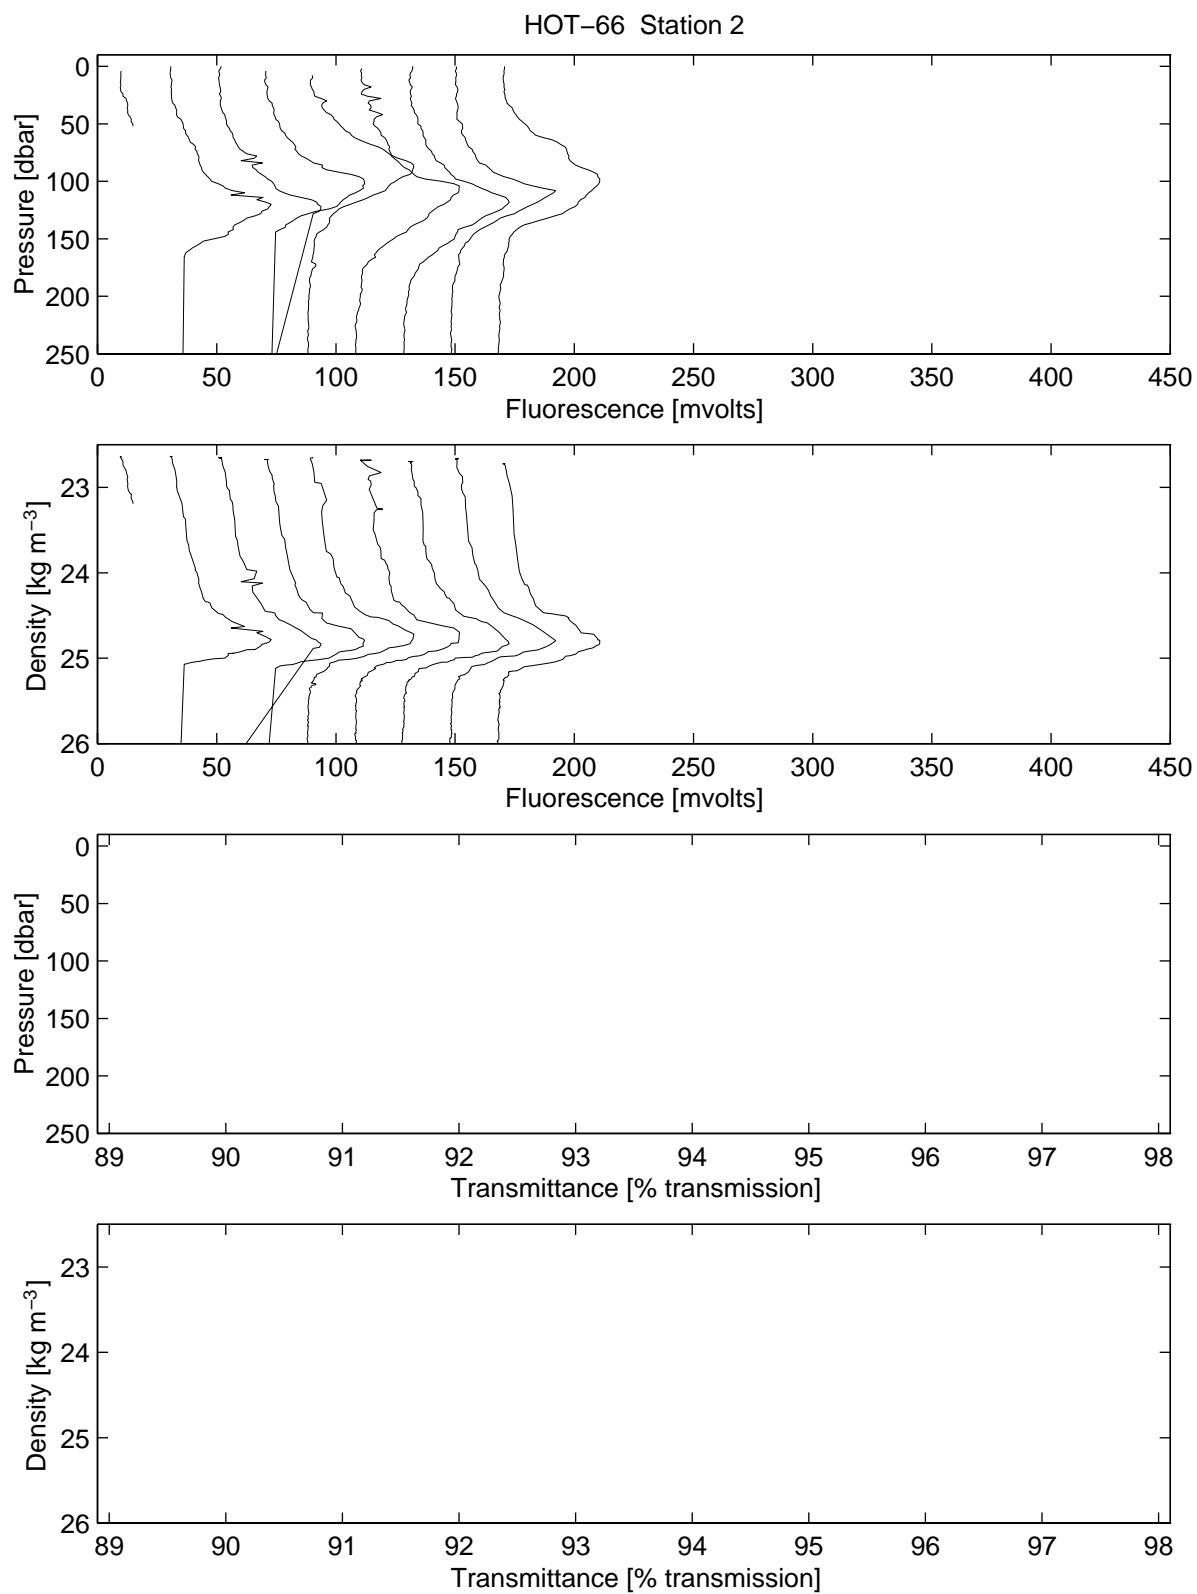 HOT−66 Station 2
0
50
100
150
200
250
Pressure [dbar]
0 50 100 150 200 250 300 350 400 450
Fluorescence [mvolts]
23
24
25
26
Density [kg m−3]
0 50 100 150 200 250 300 350 400 450
Fluorescence [mvolts]
0
50
100
150
200
250
Pressure [dbar]
89 90 91 92 93 94 95 96 97 98
Transmittance [% transmission]
23
24
25
26
Density [kg m−3]
89 90 91 92 93 94 95 96 97 98
Transmittance [% transmission]